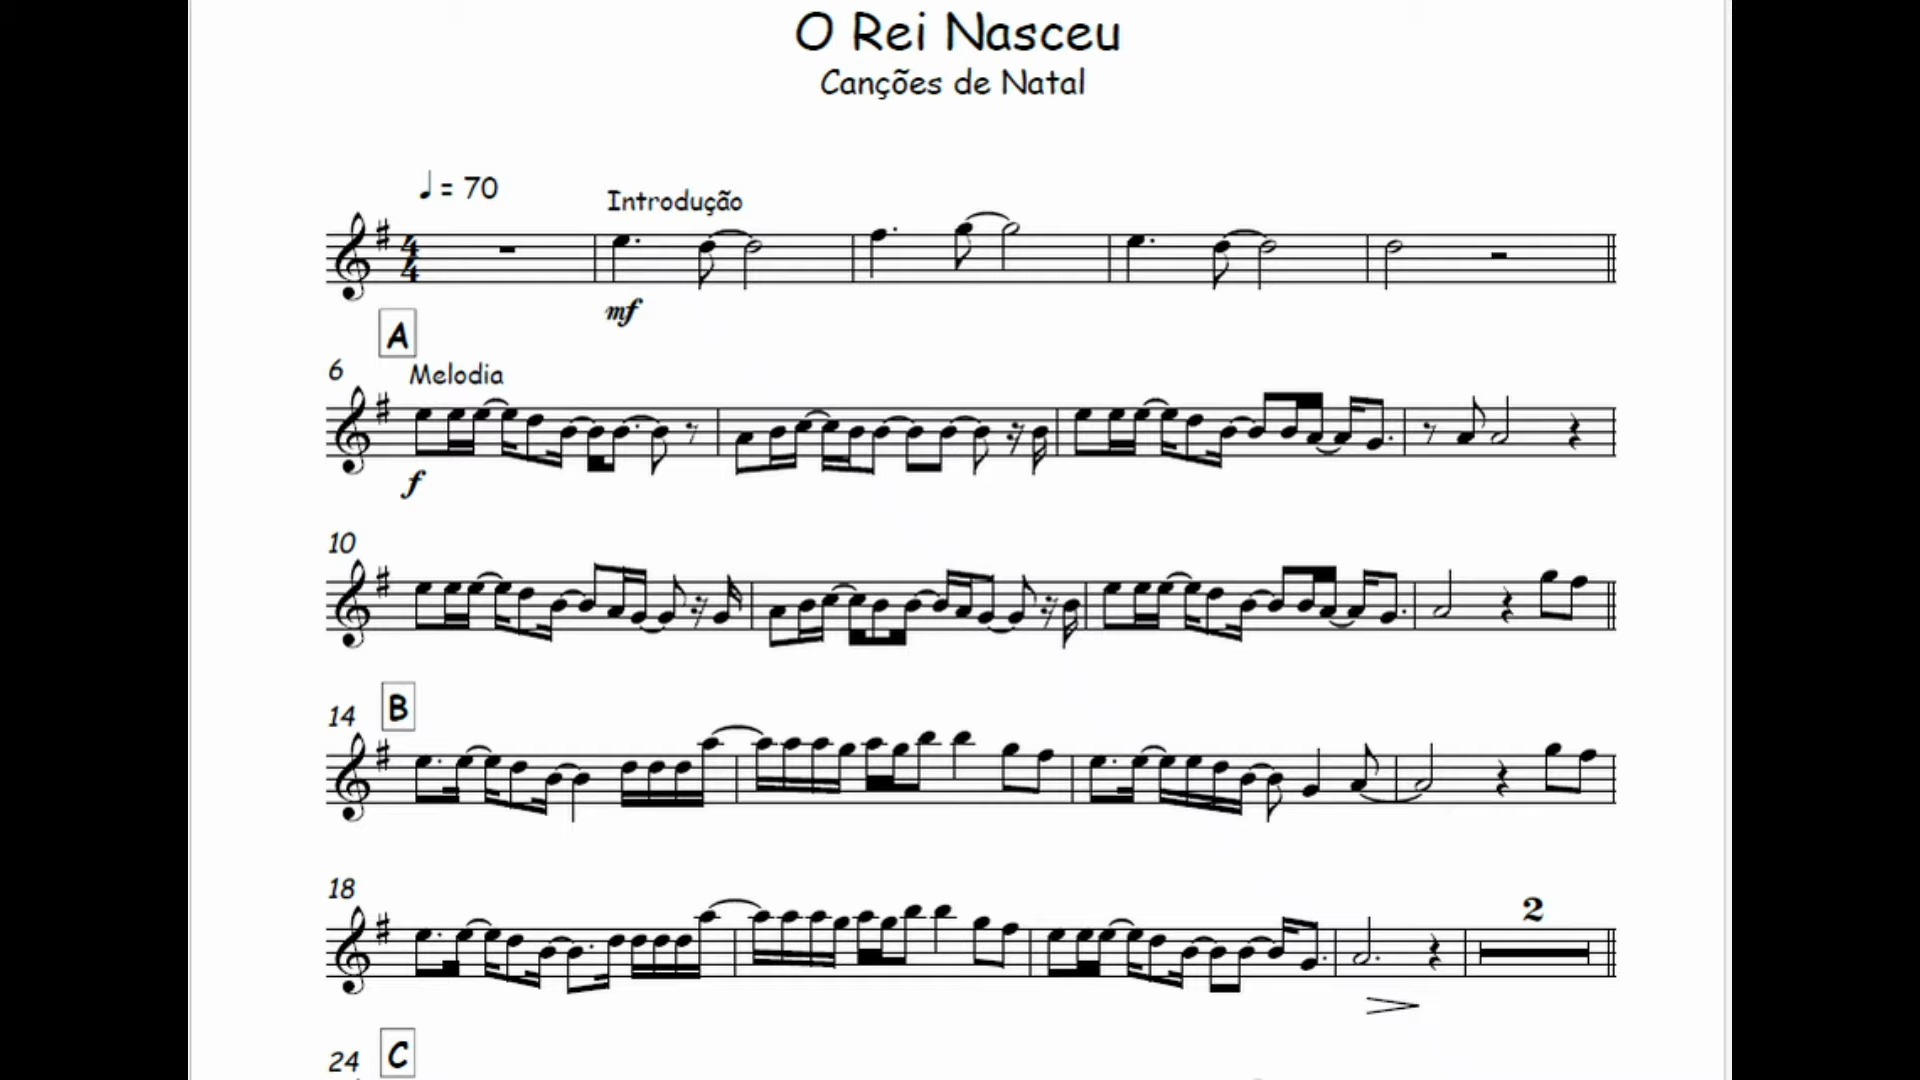 O Rei Nasceu
Canções de Natal
♩ = 70
Introdução
mf
A
6
Melodia
f
10
B
14
18
2
C
24